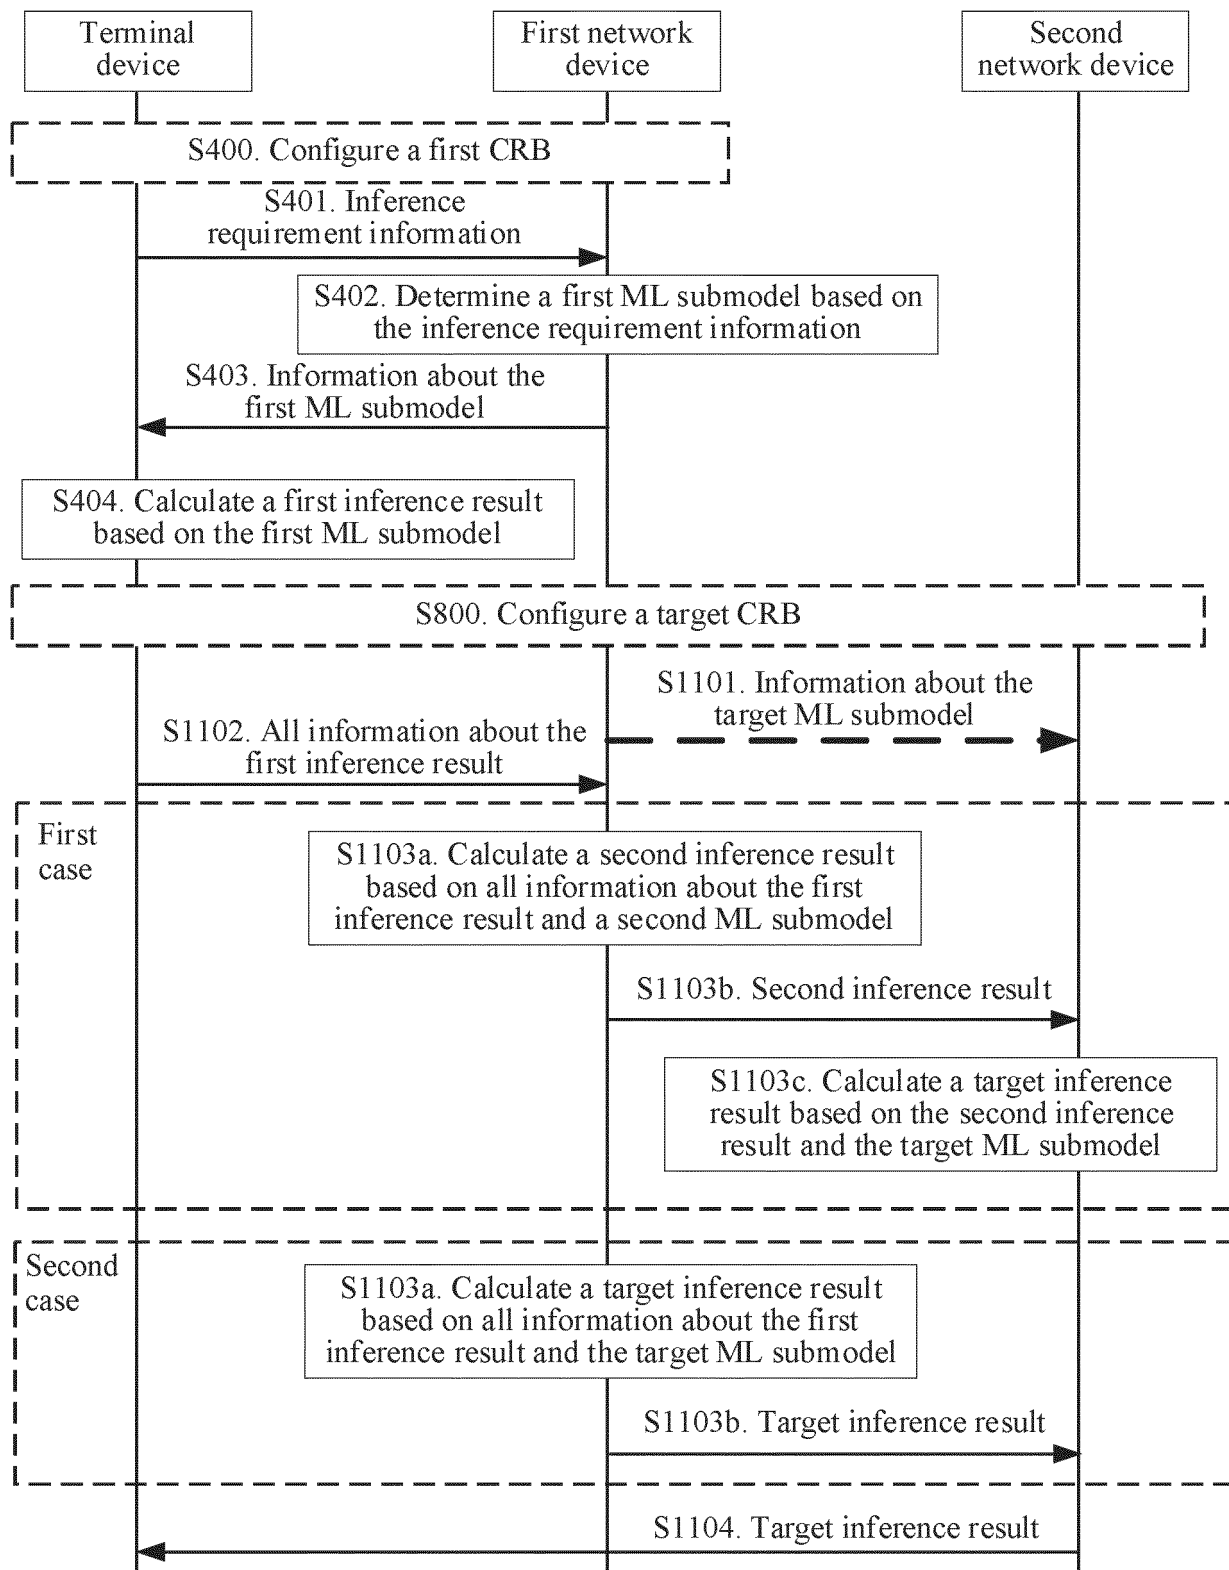 Terminal
device
First network
device
Second
network device
S400. Configure a first CRB
S401. Inference
requirement information
S402. Determine a first ML submodel based on
the inference requirement information
S403. Information about the
first ML submodel
S404. Calculate a first inference result
based on the first ML submodel
S800. Configure a target CRB
S1101. Information about the
target ML submodel
S1102. All information about the
first inference result
First
case
S1103a. Calculate a second inference result
based on all information about the first
inference result and a second ML submodel
S1103b. Second inference result
S1103c. Calculate a target inference
result based on the second inference
result and the target ML submodel
Second
case
S1103a. Calculate a target inference result
based on all information about the first
inference result and the target ML submodel
S1103b. Target inference result
S1104. Target inference result